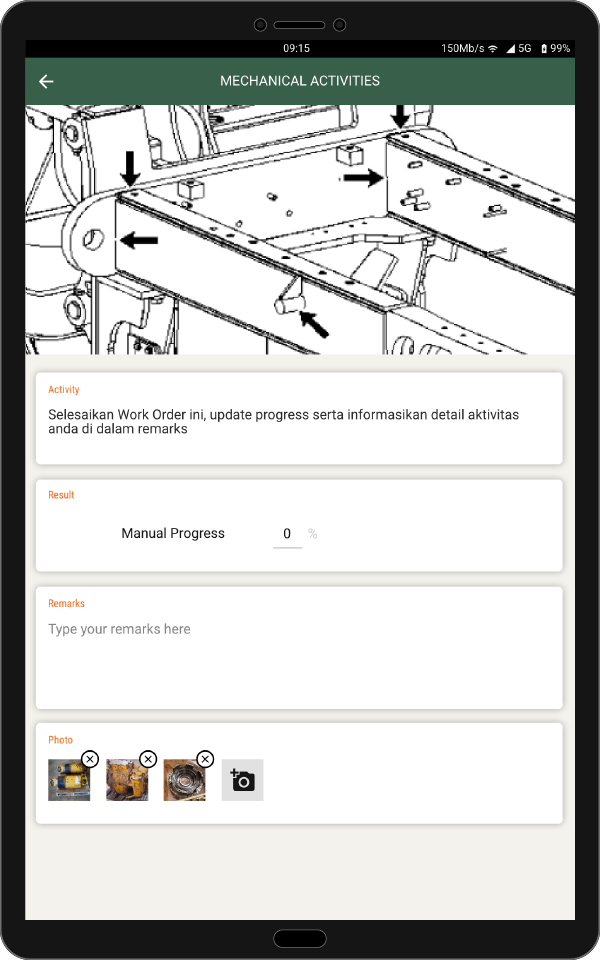 09:15
150Mb/s 5G 99%
MECHANICAL ACTIVITIES
Activity
Selesaikan Work Order ini, update progress serta informasikan detail aktivitas
anda di dalam remarks
Result
Manual Progress 0 %
Remarks
Type your remarks here
Photo